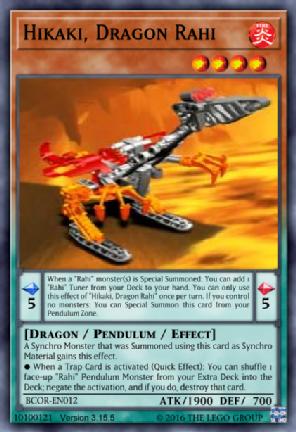 HIKAKI, DRAGON RAHI
FIRE
炎
When a "Rahi" monster(s) is Special Summoned: You can add 1
"Rahi" Tuner from your Deck to your hand. You can only use
this effect of "Hikaki, Dragon Rahi" once per turn. If you control
no monsters: You can Special Summon this card from your
Pendulum Zone.
5
5
[DRAGON / PENDULUM / EFFECT]
A Synchro Monster that was Summoned using this card as Synchro
Material gains this effect.
● When a Trap Card is activated (Quick Effect): You can shuffle 1
face-up "Rahi" Pendulum Monster from your Extra Deck into the
Deck; negate the activation, and if you do, destroy that card.
BCOR-EN012 ATK/1900 DEF/ 700
10100121 Version 3.16.5 ©2016 THE LEGO GROUP